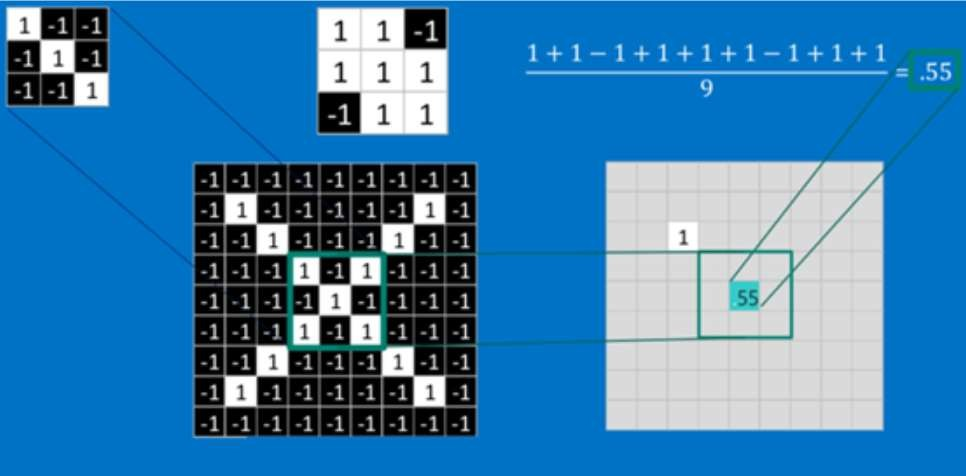 1 -1 -1
-1 1 -1
-1 -1 1
1 1 -1
1 1 1
-1 1 1
1 + 1 − 1 + 1 + 1 + 1 − 1 + 1 + 1
9
= .55
-1 -1 -1 -1 -1 -1 -1 -1 -1
-1 1 -1 -1 -1 -1 -1 1 -1
-1 -1 1 -1 -1 -1 1 -1 -1
-1 -1 -1 1 -1 1 -1 -1 -1
-1 -1 -1 -1 1 -1 -1 -1 -1
-1 -1 -1 1 -1 1 -1 -1 -1
-1 -1 1 -1 -1 -1 1 -1 -1
-1 1 -1 -1 -1 -1 -1 1 -1
-1 -1 -1 -1 -1 -1 -1 -1 -1
1
.55